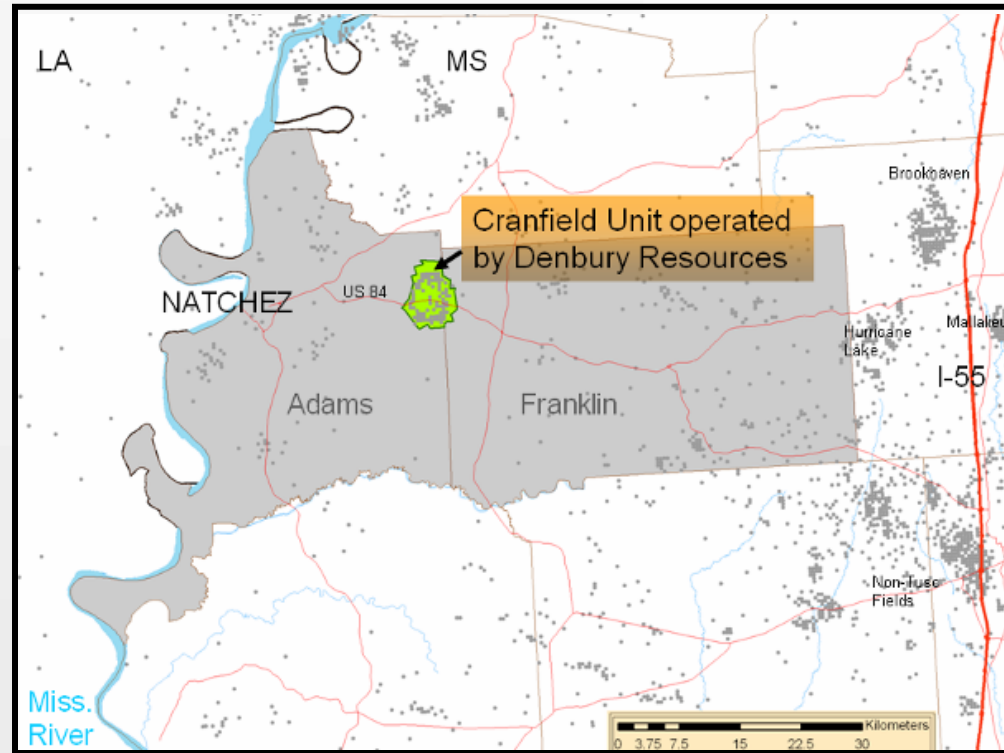 LA
MS
Brookhaven
Cranfield Unit operated
by Denbury Resources
US 84
NATCHEZ
Hurricane
Lake
Mallalieu
I-55
Adams
Franklin
Non-Tusc
Fields
Miss.
River
Kilometers
0 3.75 7.5 15 22.5 30